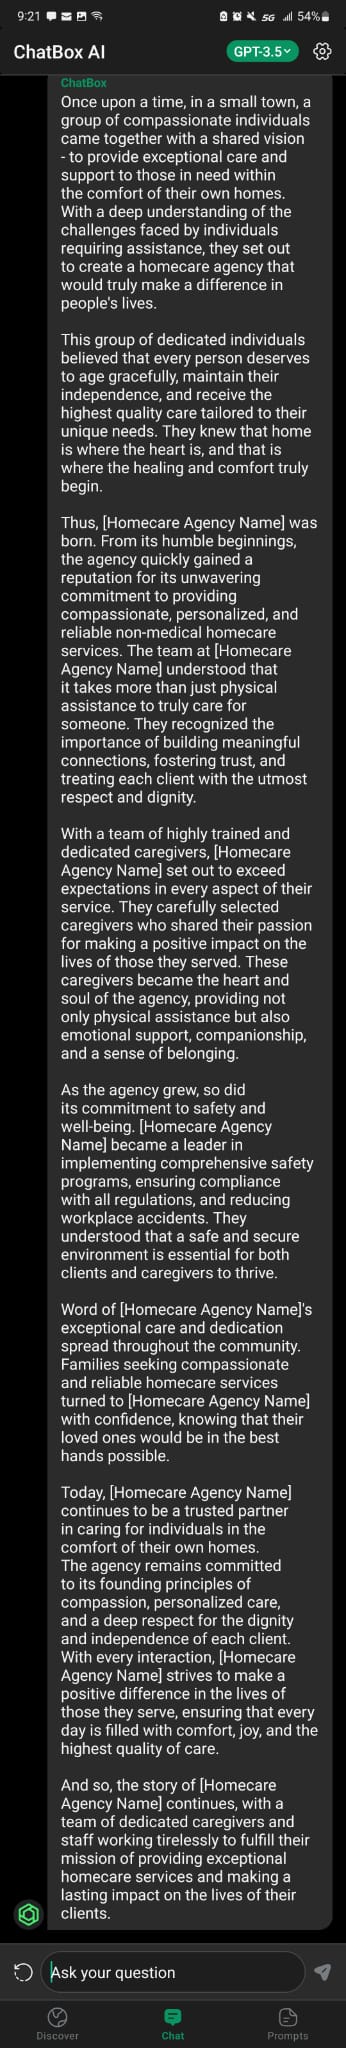 9:21
5G
54%
ChatBox AI
GPT-3.5
ChatBox
Once upon a time, in a small town, a
group of compassionate individuals
came together with a shared vision
- to provide exceptional care and
support to those in need within
the comfort of their own homes.
With a deep understanding of the
challenges faced by individuals
requiring assistance, they set out
to create a homecare agency that
would truly make a difference in
people's lives.
This group of dedicated individuals
believed that every person deserves
to age gracefully, maintain their
independence, and receive the
highest quality care tailored to their
unique needs. They knew that home
is where the heart is, and that is
where the healing and comfort truly
begin.
Thus, [Homecare Agency Name] was
born. From its humble beginnings,
the agency quickly gained a
reputation for its unwavering
commitment to providing
compassionate, personalized, and
reliable non-medical homecare
services. The team at [Homecare
Agency Name] understood that
it takes more than just physical
assistance to truly care for
someone. They recognized the
importance of building meaningful
connections, fostering trust, and
treating each client with the utmost
respect and dignity.
With a team of highly trained and
dedicated caregivers, [Homecare
Agency Name] set out to exceed
expectations in every aspect of their
service. They carefully selected
caregivers who shared their passion
for making a positive impact on the
lives of those they served. These
caregivers became the heart and
soul of the agency, providing not
only physical assistance but also
emotional support, companionship,
and a sense of belonging.
As the agency grew, so did
its commitment to safety and
well-being. [Homecare Agency
Name] became a leader in
implementing comprehensive safety
programs, ensuring compliance
with all regulations, and reducing
workplace accidents. They
understood that a safe and secure
environment is essential for both
clients and caregivers to thrive.
Word of [Homecare Agency Name]'s
exceptional care and dedication
spread throughout the community.
Families seeking compassionate
and reliable homecare services
turned to [Homecare Agency Name]
with confidence, knowing that their
loved ones would be in the best
hands possible.
Today, [Homecare Agency Name]
continues to be a trusted partner
in caring for individuals in the
comfort of their own homes.
The agency remains committed
to its founding principles of
compassion, personalized care,
and a deep respect for the dignity
and independence of each client.
With every interaction, [Homecare
Agency Name] strives to make a
positive difference in the lives of
those they serve, ensuring that every
day is filled with comfort, joy, and the
highest quality of care.
And so, the story of [Homecare
Agency Name] continues, with a
team of dedicated caregivers and
staff working tirelessly to fulfill their
mission of providing exceptional
homecare services and making a
lasting impact on the lives of their
clients.
Ask your question
Discover
Chat
Prompts